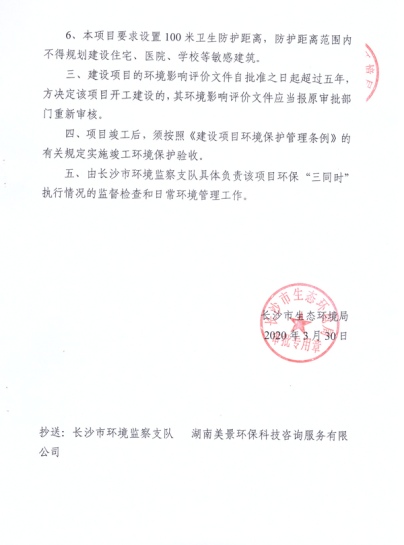 6、本项目要求设置 100 米卫生防护距离，防护距离范围内
不得规划建设住宅、医院、学校等敏感建筑。
三、建设项目的环境影响评价文件自批准之日起超过五年，
方决定该项目开工建设的，其环境影响评价文件应当报原审批部
门重新审核。
四、项目竣工后，须按照《建设项目环境保护管理条例》的
有关规定实施竣工环境保护验收。
五、由长沙市环境监察支队具体负责该项目环保“三同时”
执行情况的监督检查和日常环境管理工作。
长沙市生态环境局
长沙市生态环境局
2020 年 3 月 30 日
抄送：长沙市环境监察支队 湖南美景环保科技咨询服务有限
公司